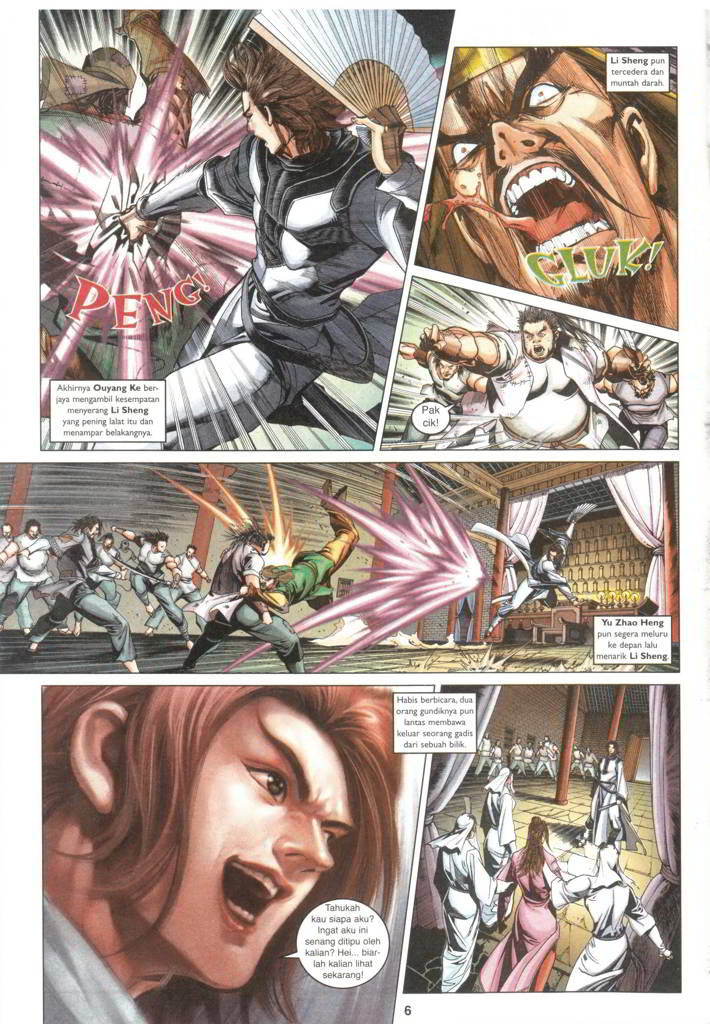 PENG!
Akhirnya Ouyang Ke ber-
jaya mengambil kesempatan
menyerang Li Sheng
yang pening lalat itu dan
menampar belakangnya.
Li Sheng pun
tercedera dan
muntah darah.
GLUK!
Pak
cik!
Yu Zhao Heng
pun segera meluru
ke depan lalu
menarik Li Sheng.
Tahukah
kau siapa aku?
Ingat aku ini
senang ditipu oleh
kalian? Hei... biar-
lah kalian lihat
sekarang!
Habis berbicara, dua
orang gundiknya pun
lantas membawa
keluar seorang gadis
dari sebuah bilik.
6